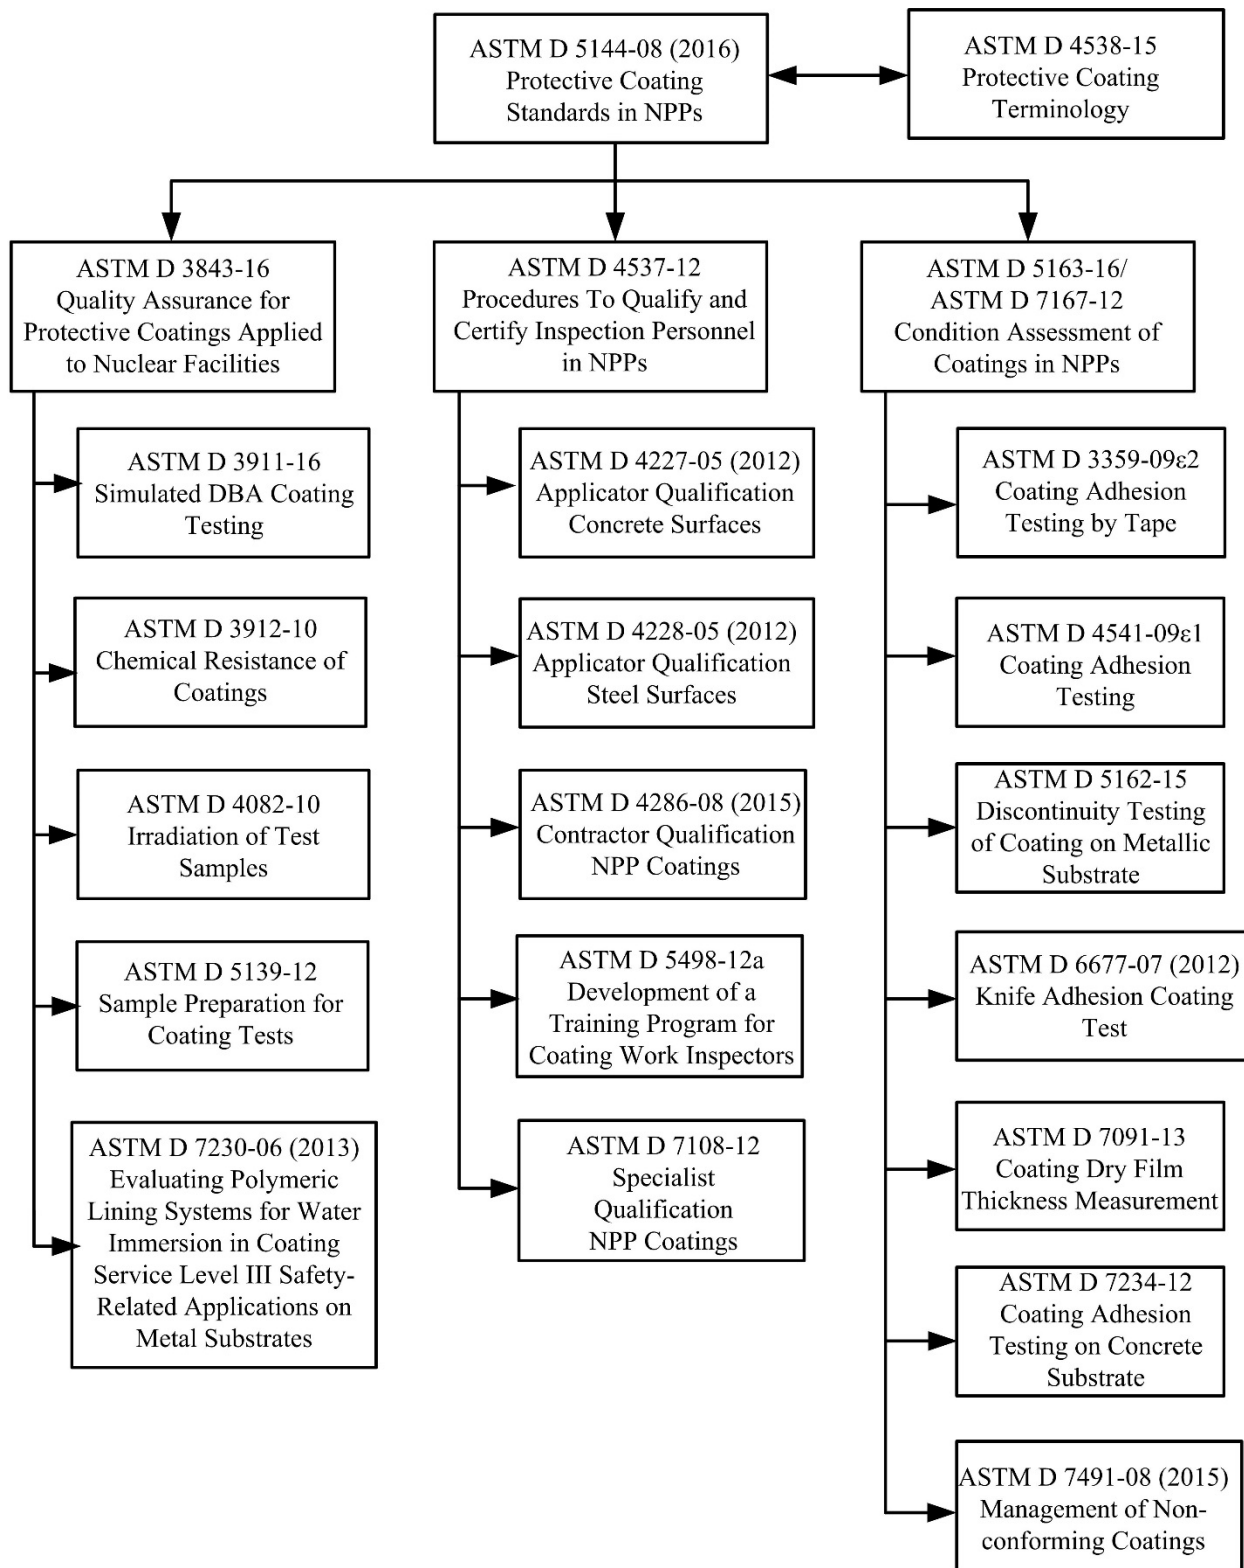 ASTM D 5144-08 (2016)
Protective Coating
Standards in NPPs
ASTM D 4538-15
Protective Coating
Terminology
ASTM D 3843-16
Quality Assurance for
Protective Coatings Applied
to Nuclear Facilities
ASTM D 3911-16
Simulated DBA Coating
Testing
ASTM D 3912-10
Chemical Resistance of
Coatings
ASTM D 4082-10
Irradiation of Test
Samples
ASTM D 5139-12
Sample Preparation for
Coating Tests
ASTM D 7230-06 (2013)
Evaluating Polymeric
Lining Systems for Water
Immersion in Coating
Service Level III Safety-
Related Applications on
Metal Substrates
ASTM D 4537-12
Procedures To Qualify and
Certify Inspection Personnel
in NPPs
ASTM D 4227-05 (2012)
Applicator Qualification
Concrete Surfaces
ASTM D 4228-05 (2012)
Applicator Qualification
Steel Surfaces
ASTM D 4286-08 (2015)
Contractor Qualification
NPP Coatings
ASTM D 5498-12a
Development of a
Training Program for
Coating Work Inspectors
ASTM D 7108-12
Specialist
Qualification
NPP Coatings
ASTM D 5163-16/
ASTM D 7167-12
Condition Assessment of
Coatings in NPPs
ASTM D 3359-09ε2
Coating Adhesion
Testing by Tape
ASTM D 4541-09ε1
Coating Adhesion
Testing
ASTM D 5162-15
Discontinuity Testing
of Coating on Metallic
Substrate
ASTM D 6677-07 (2012)
Knife Adhesion Coating
Test
ASTM D 7091-13
Coating Dry Film
Thickness Measurement
ASTM D 7234-12
Coating Adhesion
Testing on Concrete
Substrate
ASTM D 7491-08 (2015)
Management of Non-
conforming Coatings